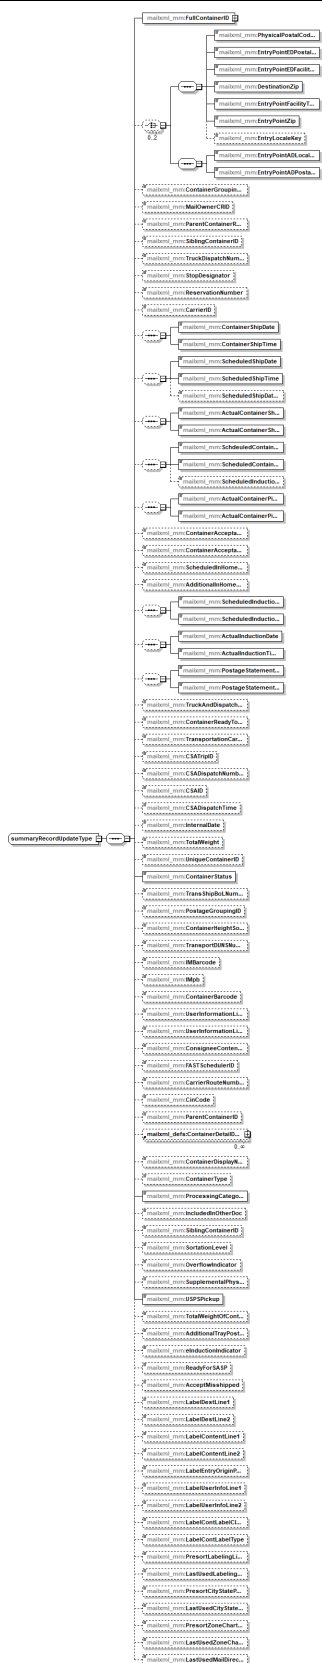 mailxml_mm:FullContainerID
mailxml_mm:PhysicalPostalCod...
mailxml_mm:EntryPointEDPostal...
mailxml_mm:EntryPointEDFacilit...
mailxml_mm:DestinationZip
mailxml_mm:EntryPointFacilityT...
mailxml_mm:EntryPointZip
mailxml_mm:EntryLocaleKey
0..2
mailxml_mm:EntryPointADLocal...
mailxml_mm:EntryPointADPosta...
mailxml_mm:ContainerGroupin...
mailxml_mm:MailOwnerCRID
mailxml_mm:ParentContainerR...
mailxml_mm:SiblingContainerID
mailxml_mm:TruckDispatchNum...
mailxml_mm:StopDesignator
mailxml_mm:ReservationNumber
mailxml_mm:CarrierID
mailxml_mm:ContainerShipDate
mailxml_mm:ContainerShipTime
mailxml_mm:ScheduledShipDate
mailxml_mm:ScheduledShipTime
mailxml_mm:ScheduledShipDat...
mailxml_mm:ActualContainerSh...
mailxml_mm:ActualContainerSh...
mailxml_mm:SchdeuledContain...
mailxml_mm:ScheduledContain...
mailxml_mm:ScheduledInductio...
mailxml_mm:ActualContainerPi...
mailxml_mm:ActualContainerPi...
mailxml_mm:ContainerAccepta...
mailxml_mm:ContainerAccepta...
mailxml_mm:ScheduledInHome...
mailxml_mm:AdditionalInHome...
mailxml_mm:ScheduledInductio...
mailxml_mm:ScheduledInductio...
mailxml_mm:ActualInductionDate
mailxml_mm:ActualInductionTi...
mailxml_mm:PostageStatement...
mailxml_mm:PostageStatement...
mailxml_mm:TruckAndDispatch...
mailxml_mm:ContainerReadyTo...
mailxml_mm:TransportationCar...
mailxml_mm:CSATripID
mailxml_mm:CSADispatchNumb...
mailxml_mm:CSAID
mailxml_mm:CSADispatchTime
mailxml_mm:InternalDate
summaryRecordUpdateType
mailxml_mm:TotalWeight
mailxml_mm:UniqueContainerID
mailxml_mm:ContainerStatus
mailxml_mm:TransShipBoLNum...
mailxml_mm:PostageGroupingID
mailxml_mm:ContainerHeightSo...
mailxml_mm:TransportDUNSNu...
mailxml_mm:IMBarcode
mailxml_mm:IMpb
mailxml_mm:ContainerBarcode
mailxml_mm:UserInformationLi...
mailxml_mm:UserInformationLi...
mailxml_mm:ConsigneeConten...
mailxml_mm:FASTSchedulerID
mailxml_mm:CarrierRouteNumb...
mailxml_mm:CinCode
mailxml_mm:ParentContainerID
mailxml_defs:ContainerDetailID...
0..∞
mailxml_mm:ContainerDisplayN...
mailxml_mm:ContainerType
mailxml_mm:ProcessingCatego...
mailxml_mm:IncludedInOtherDoc
mailxml_mm:SiblingContainerID
mailxml_mm:SortationLevel
mailxml_mm:OverflowIndicator
mailxml_mm:SupplementalPhys...
mailxml_mm:USPSPickup
mailxml_mm:TotalWeightOfCont...
mailxml_mm:AdditionalTrayPost...
mailxml_mm:eInductionIndicator
mailxml_mm:ReadyForSASP
mailxml_mm:AcceptMisshipped
mailxml_mm:LabelDestLine1
mailxml_mm:LabelDestLine2
mailxml_mm:LabelContentLine1
mailxml_mm:LabelContentLine2
mailxml_mm:LabelEntryOriginP...
mailxml_mm:LabelUserInfoLine1
mailxml_mm:LabelUserInfoLine2
mailxml_mm:LabelContLabelCl...
mailxml_mm:LabelContLabelType
mailxml_mm:PresortLabelingLi...
mailxml_mm:LastUsedLabeling...
mailxml_mm:PresortCityStateP...
mailxml_mm:LastUsedCityState...
mailxml_mm:PresortZoneChart...
mailxml_mm:LastUsedZoneCha...
mailxml_mm:LastUsedMailDirec...